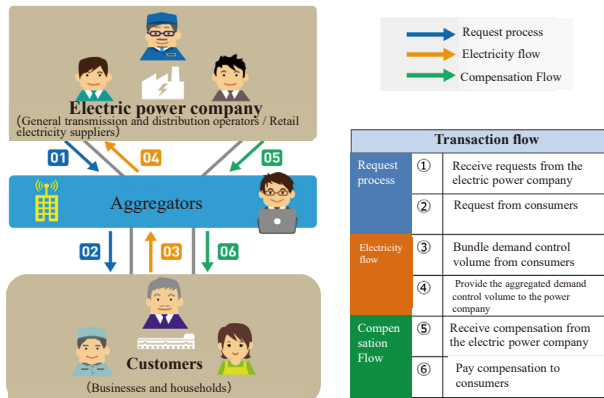 Electric power company
(General transmission and distribution operators / Retail
electricity suppliers)
01
04
05
Aggregators
02
03
06
Customers
(Businesses and households)
Request process
Electricity flow
Compensation Flow
Transaction flow
Request
process
①
Receive requests from the
electric power company
②
Request from consumers
Electricity
flow
③
Bundle demand control
volume from consumers
④
Provide the aggregated demand
control volume to the power
company
Compen
sation
Flow
⑤
Receive compensation from
the electric power company
⑥
Pay compensation to
consumers